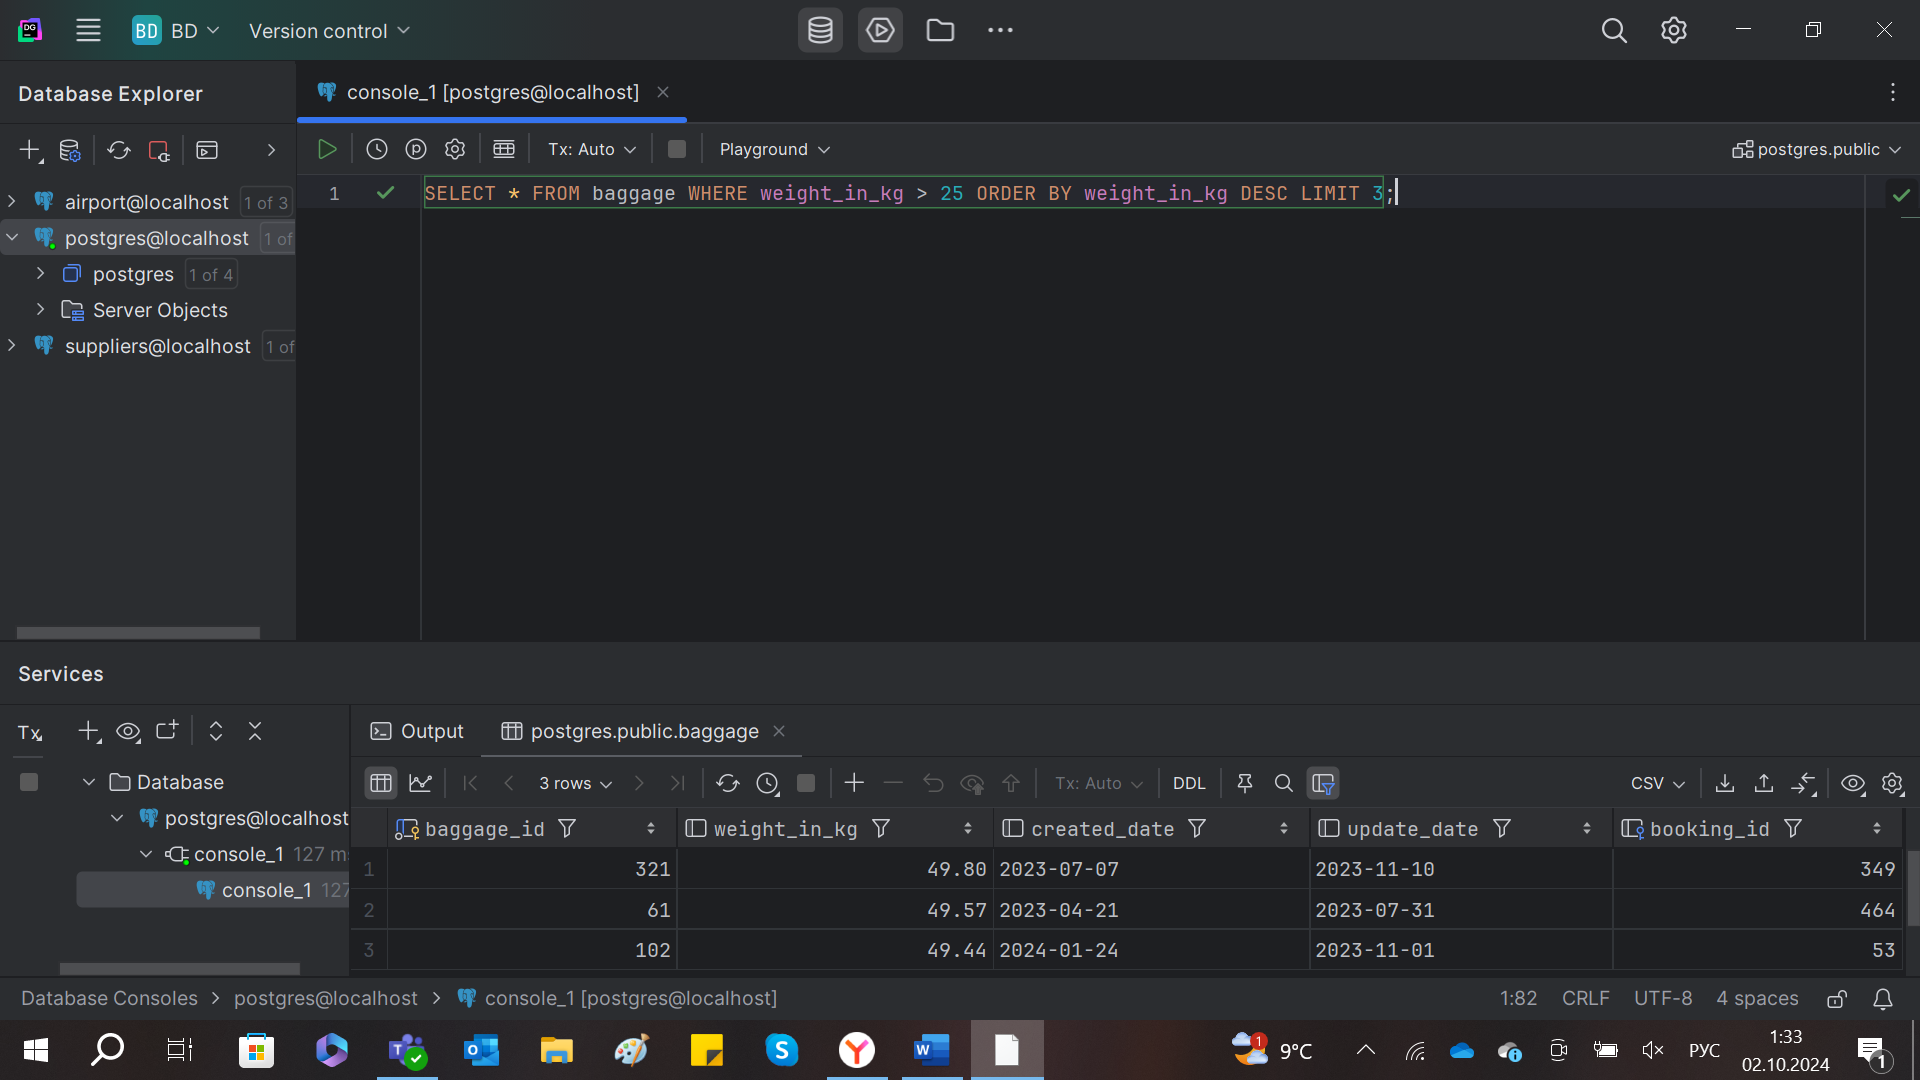 DG
BD BD Version control
Database Explorer
console_1 [postgres@localhost]
Tx: Auto
Playground
postgres.public
airport@localhost 1 of 3
postgres@localhost 1 of
postgres 1 of 4
Server Objects
suppliers@localhost 1 of
1 SELECT * FROM baggage WHERE weight_in_kg > 25 ORDER BY weight_in_kg DESC LIMIT 3;
Services
Tx
Output postgres.public.baggage
3 rows Tx: Auto DDL CSV
Database
postgres@localhost
console_1 127 m
console_1 127
baggage_id weight_in_kg created_date update_date booking_id
1 321 49.80 2023-07-07 2023-11-10 349
2 61 49.57 2023-04-21 2023-07-31 464
3 102 49.44 2024-01-24 2023-11-01 53
Database Consoles > postgres@localhost > console_1 [postgres@localhost]
1:82 CRLF UTF-8 4 spaces
1 9°C РУС 1:33
02.10.2024
1